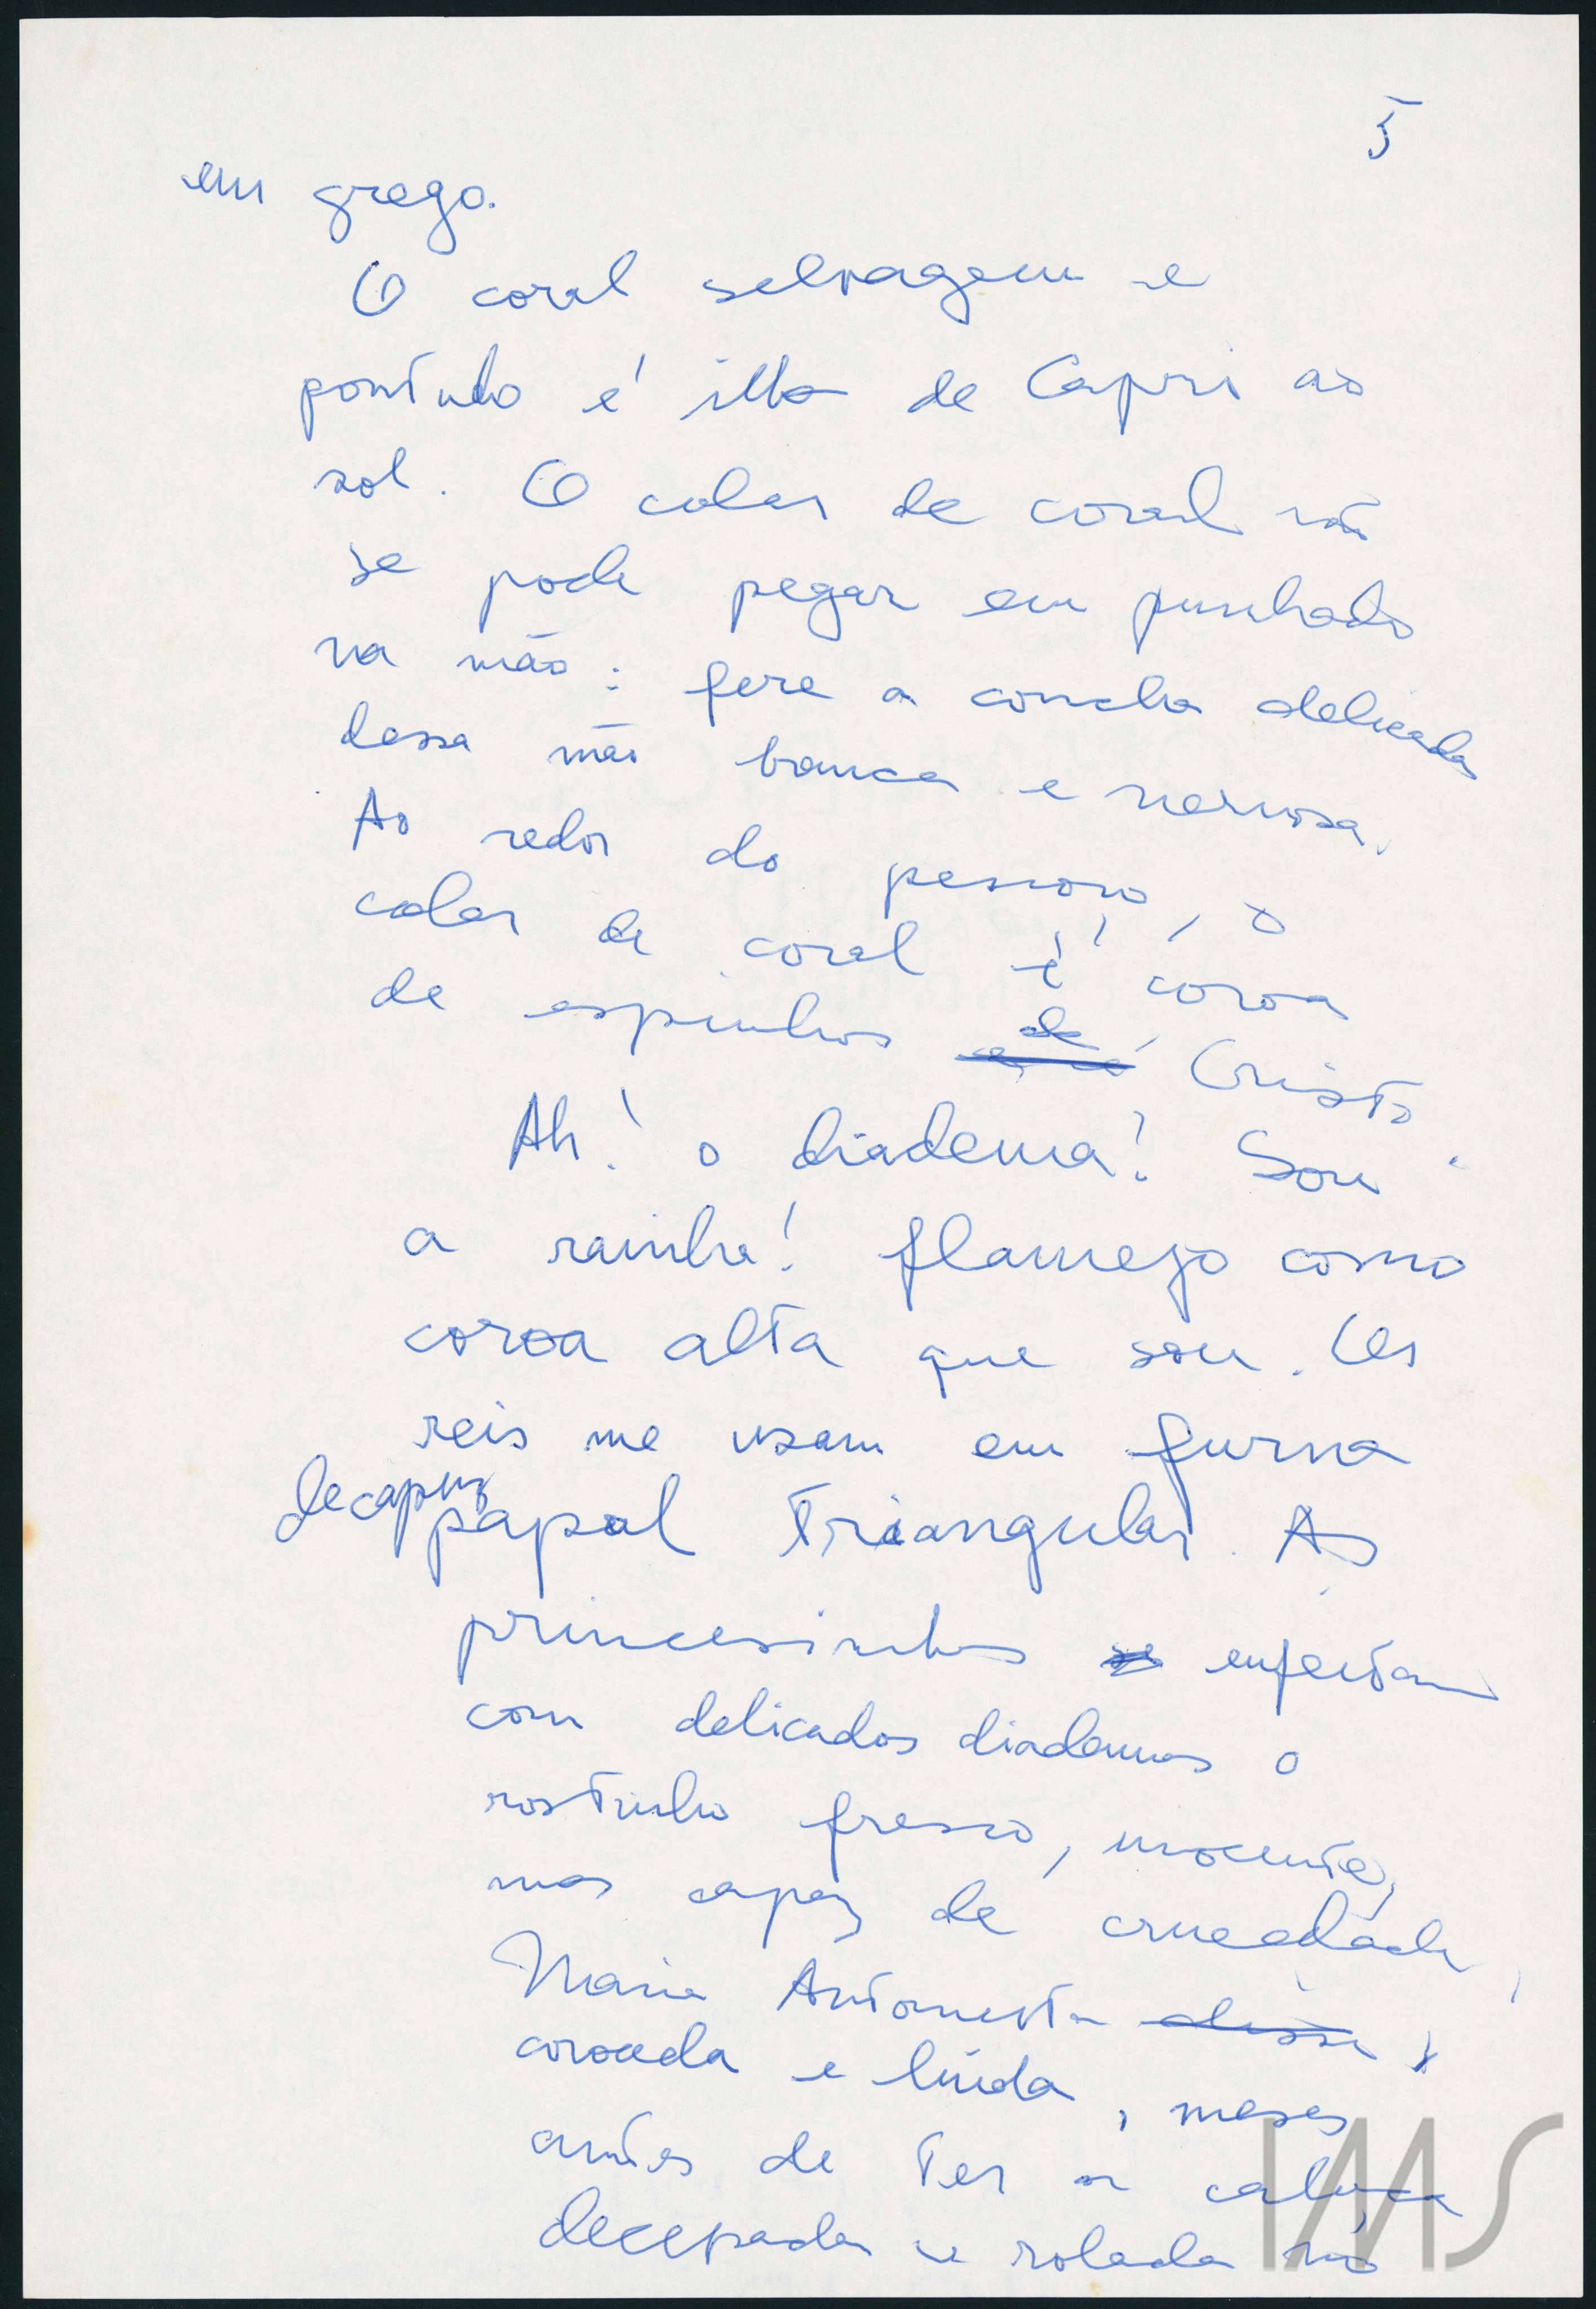 5
em grego.
O coral selvagem e
pontudo é ilha de Capri ao
sol. O colar de coral não
se pode pegar em punhado
na mão: fere a concha delicada
dessa mão branca e nervosa.
Ao redor do pescoço, o
colar de coral é coroa
de espinhos de Cristo.
Ah! o diadema! Sou
a rainha! flamejo como
coroa alta que sou. Os
reis me usam em furna
de capuz papal triangular. As
princesinhas se enfeitam
com delicados diademas o
rostinho fresco, inocente,
mas capaz de crueldade.
Maria Antonieta disse,
coroada e linda, meses
antes de ter a cabeça
decepada e rolada no
IMS